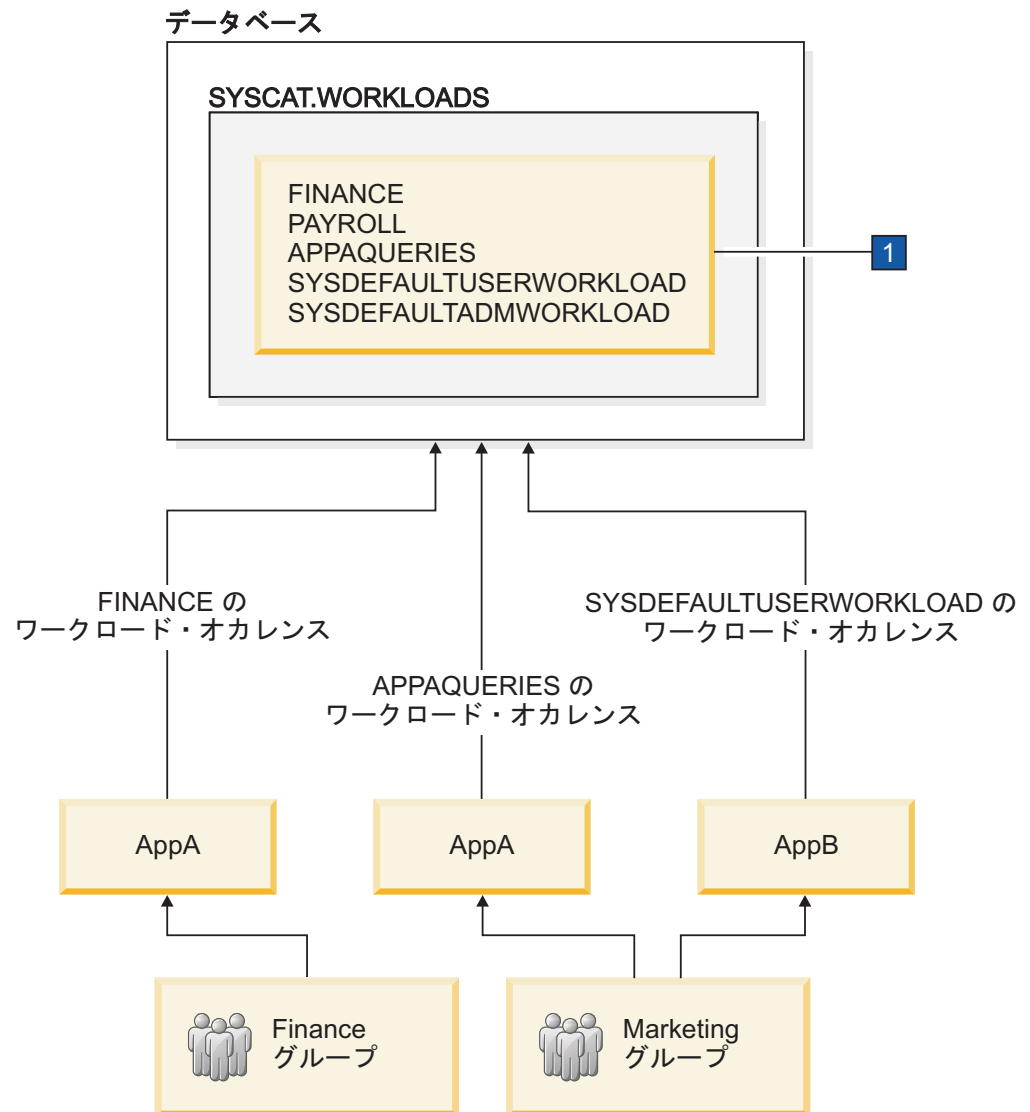 データベース
SYSCAT.WORKLOADS
FINANCE
PAYROLL
APPAQUERIES
SYSDEFAULTUSERWORKLOAD
SYSDEFAULTADMWORKLOAD
1
FINANCE の
ワークロード・オカレンス
SYSDEFAULTUSERWORKLOAD の
ワークロード・オカレンス
APPAQUERIES の
ワークロード・オカレンス
AppA
AppA
AppB
Finance
グループ
Marketing
グループ